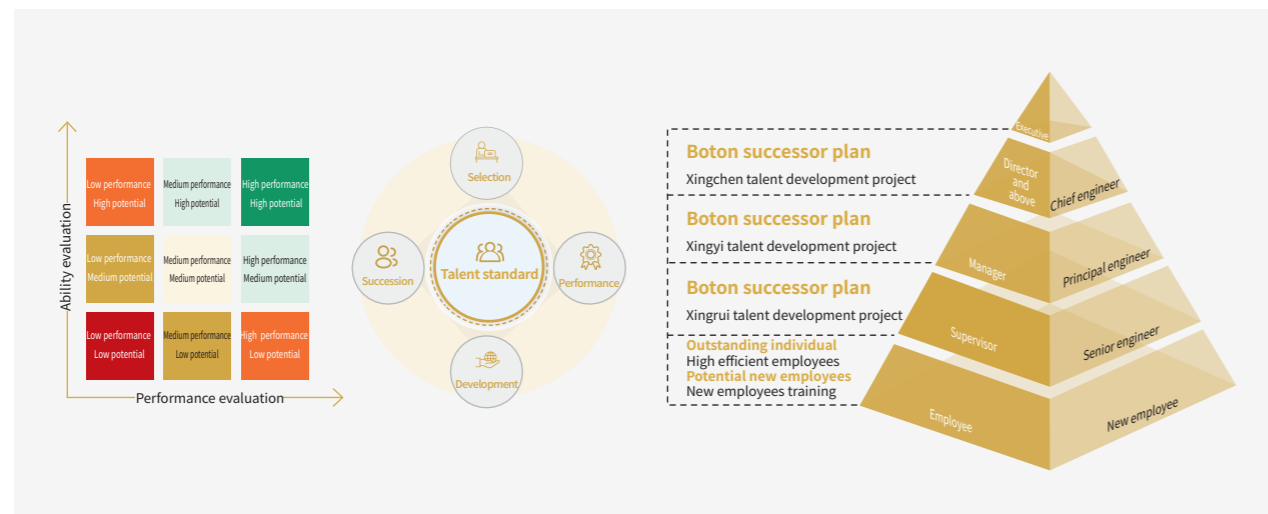 Ability evaluation
Low performance
High potential
Medium performance
High potential
High performance
High potential
Low performance
Medium potential
Medium performance
Medium potential
High performance
Medium potential
Low performance
Low potential
Medium performance
Low potential
High performance
Low potential
Performance evaluation
Selection
Succession
Talent standard
Performance
Development
Boton successor plan
Xingchen talent development project
Boton successor plan
Xingyi talent development project
Boton successor plan
Xingrui talent development project
Outstanding individual
High efficient employees
Potential new employees
New employees training
Executive
Director
and
above
Chief engineer
Manager
Principal engineer
Supervisor
Senior engineer
Employee
New employee